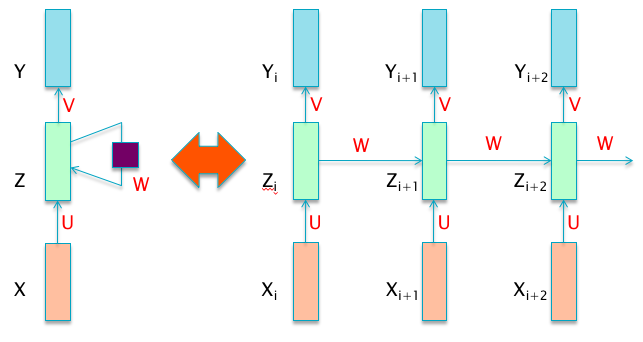 Y Y_i Y_{i+1} Y_{i+2}
V V V V
W W W
Z W Z_i Z_{i+1} Z_{i+2}
U U U U
X X_i X_{i+1} X_{i+2}